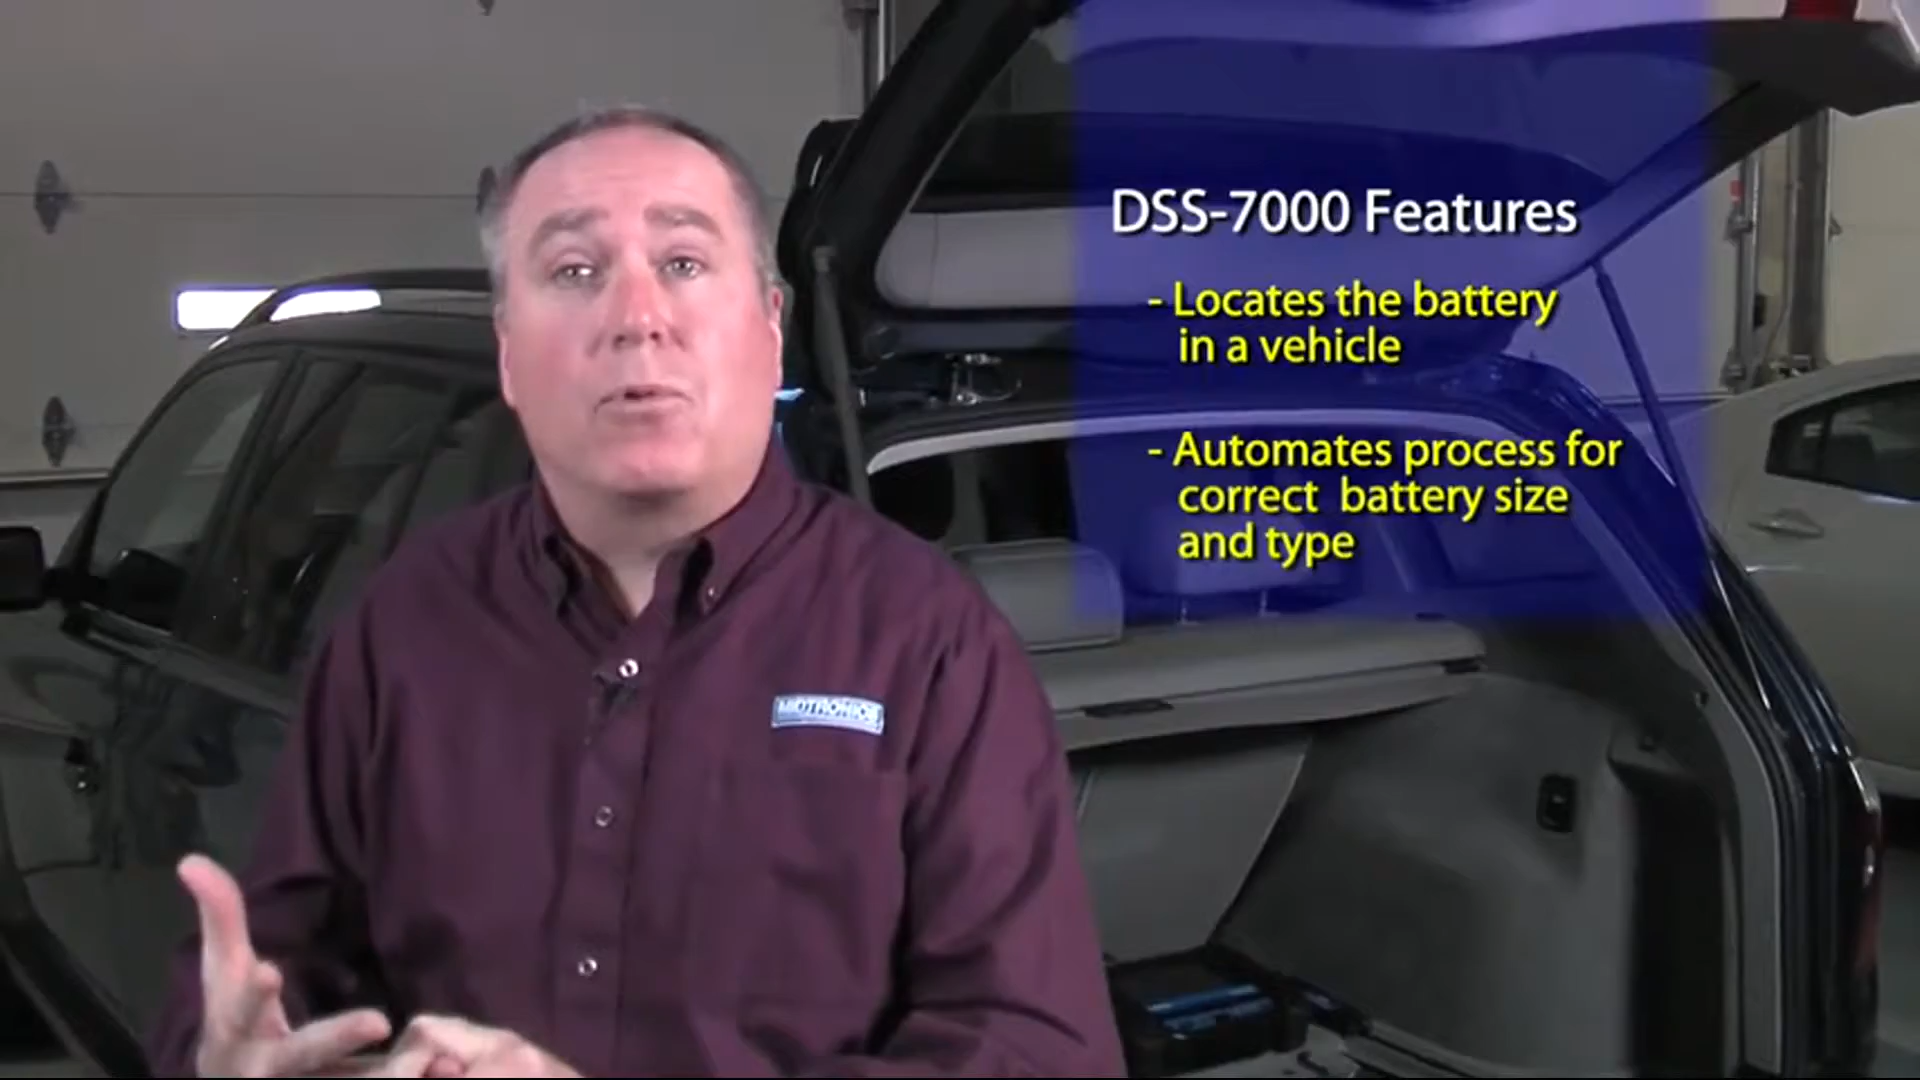 DSS-7000 Features
- Locates the battery
in a vehicle
- Automates process for
correct battery size
and type
MIDTRONICS